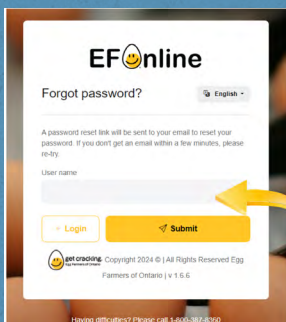 EFOnline
Forgot password?
English
A password reset link will be sent to your email to reset your
password. If you don't get an email within a few minutes, please
re-try.
User name
Login
Submit
get cracking. Copyright 2024 © | All Rights Reserved Egg
Egg Farmers of Ontario
Farmers of Ontario | v 1.6.6
Having difficulties? Please call 1-800-387-8360